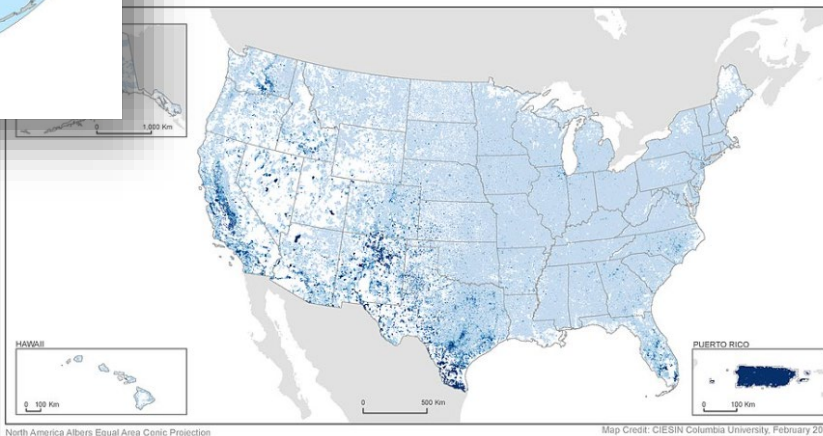 0 1,000 Km
HAWAII
0 100 Km
0 500 Km
PUERTO RICO
0 100 Km
North America Albers Equal Area Conic Projection
Map Credit: CIESIN Columbia University, February 20